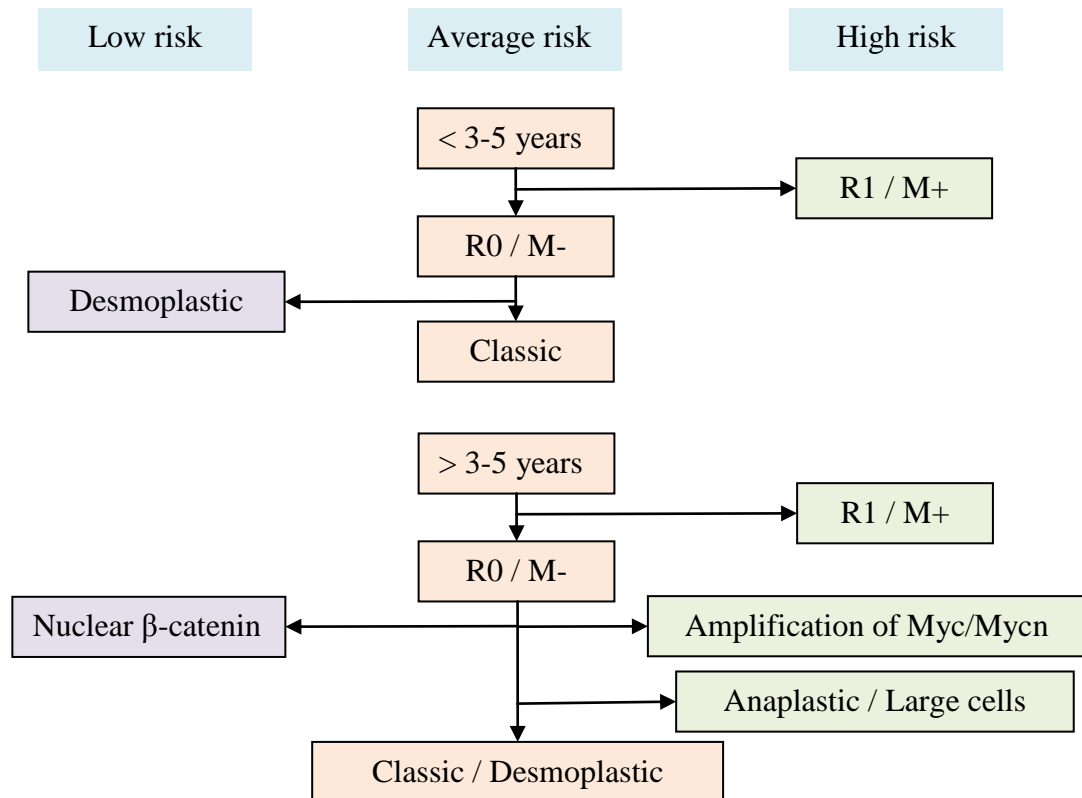 Low risk
Average risk
High risk
< 3-5 years
R1 / M+
R0 / M-
Desmoplastic
Classic
> 3-5 years
R1 / M+
R0 / M-
Nuclear β-catenin
Amplification of Myc/Mycn
Anaplastic / Large cells
Classic / Desmoplastic